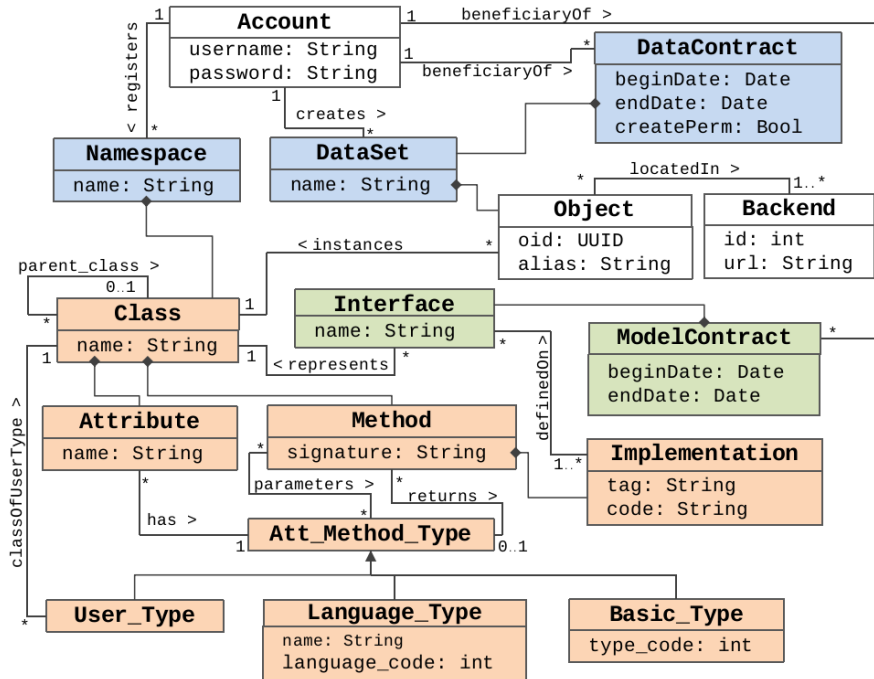 1
beneficiaryOf >
1
Account
username: String
password: String
1
beneficiaryOf >
*
DataContract
beginDate: Date
endDate: Date
createPerm: Bool
< registers
1
creates >
*
*
Namespace
name: String
DataSet
name: String
locatedIn >
*
1..*
Object
oid: UUID
alias: String
Backend
id: int
url: String
< instances
*
1
parent_class >
0..1
*
Class
name: String
1
1
Interface
name: String
*
*
< represents
definedOn >
1..*
ModelContract
beginDate: Date
endDate: Date
*
classOfUserType >
*
Attribute
name: String
*
Method
signature: String
*
*
parameters >
*
returns >
0..1
Implementation
tag: String
code: String
has >
1
Att_Method_Type
User_Type
Language_Type
name: String
language_code: int
Basic_Type
type_code: int